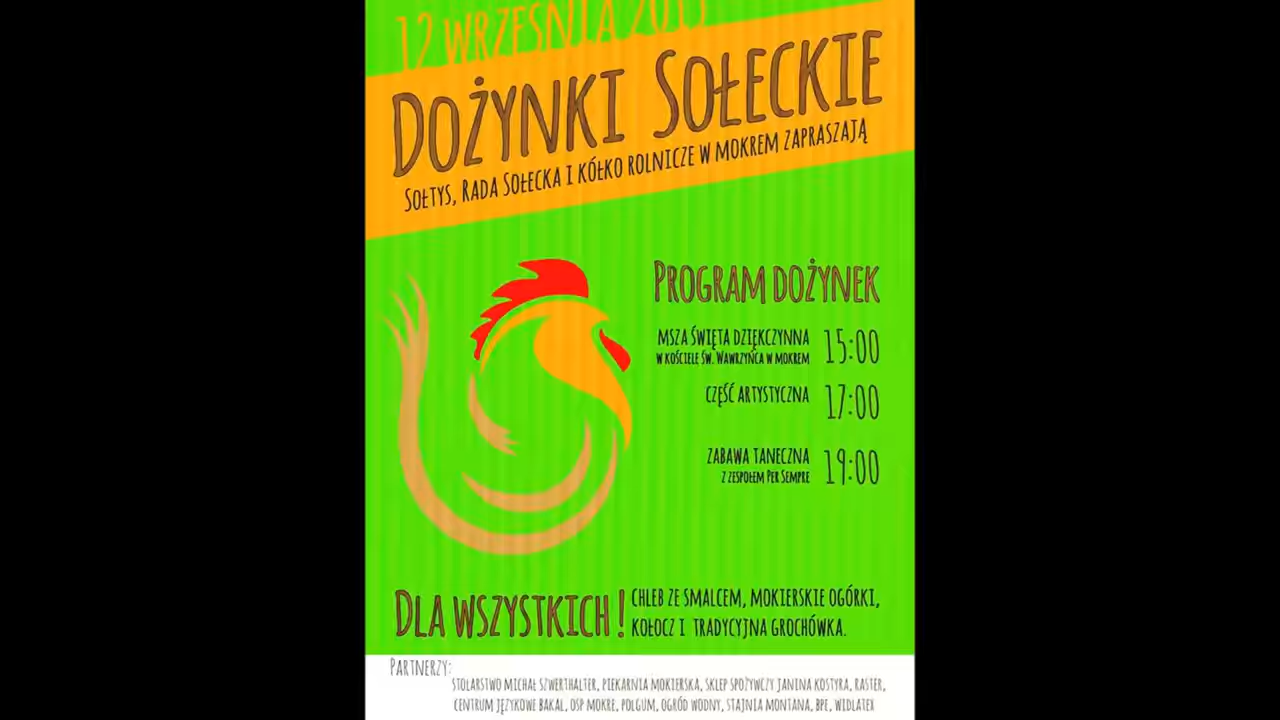 12 WRZEŚNIA 2015
DOŻYNKI SOŁECKIE
SOŁTYS, RADA SOŁECKA I KÓŁKO ROLNICZE W MOKREM ZAPRASZAJĄ
PROGRAM DOŻYNEK
MSZA ŚWIĘTA DZIĘKCZYNNA 15:00
W KOŚCIELE ŚW. WAWRZYŃCA W MOKREM
CZĘŚĆ ARTYSTYCZNA 17:00
ZABAWA TANECZNA 19:00
Z ZESPOŁEM PER SEMPRE
DLA WSZYSTKICH! CHLEB ZE SMALCEM, MOKIERSKIE OGÓRKI,
KOŁOCZ I TRADYCYJNA GROCHÓWKA.
PARTNERZY:
STOLARSTWO MICHAŁ SZWERTHALTER, PIEKARNIA MOKIERSKA, SKLEP SPOŻYWCZY JANINA KOSTYRA, RASTER,
CENTRUM JĘZYKOWE BAKAL, OSP MOKRE, POLGUM, OGRÓD WODNY, STAJNIA MONTANA, BPE, WIDLATEX